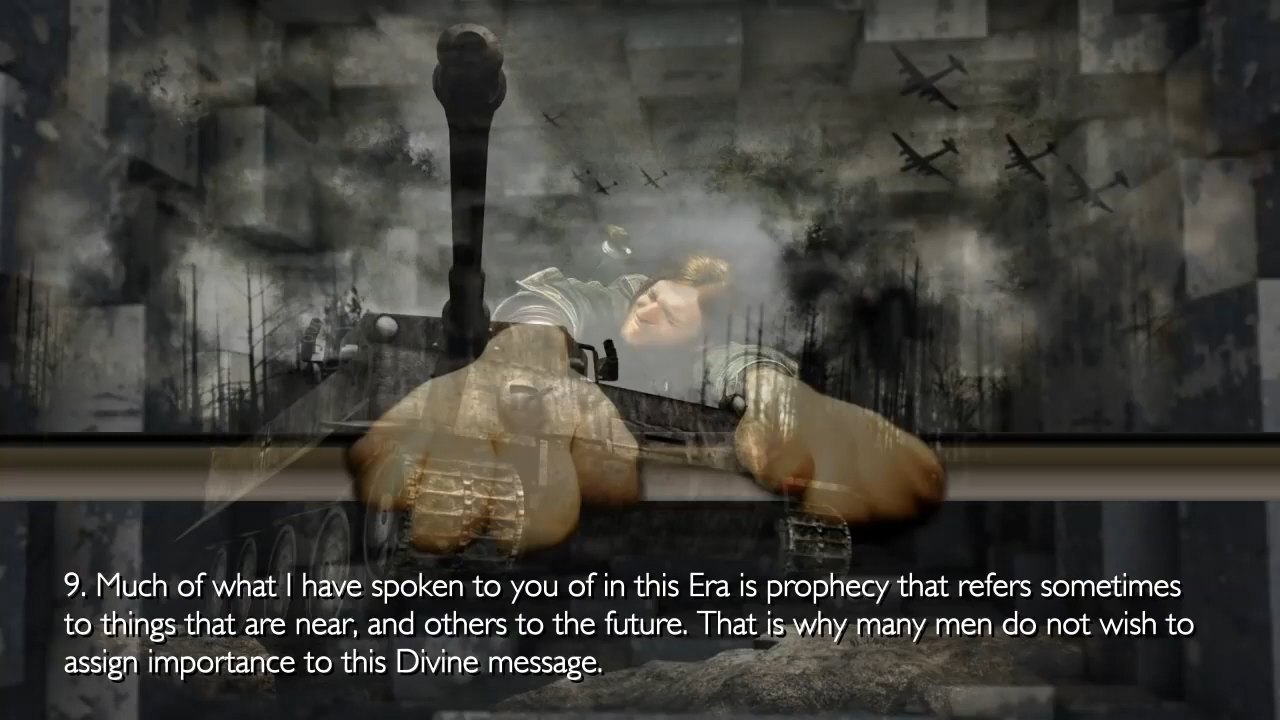 9. Much of what I have spoken to you of in this Era is prophecy that refers sometimes
to things that are near, and others to the future. That is why many men do not wish to
assign importance to this Divine message.